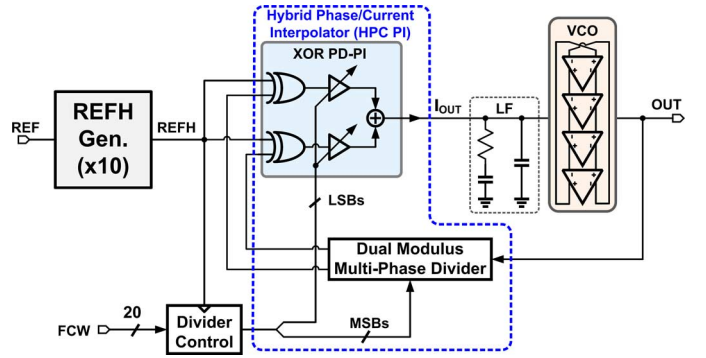 Hybrid Phase/Current
Interpolator (HPC PI)
XOR PD-PI
VCO
REF
REFH
Gen.
(x10)
REFH
+
I_OUT
LF
OUT
LSBs
Dual Modulus
Multi-Phase Divider
FCW
20
Divider
Control
MSBs